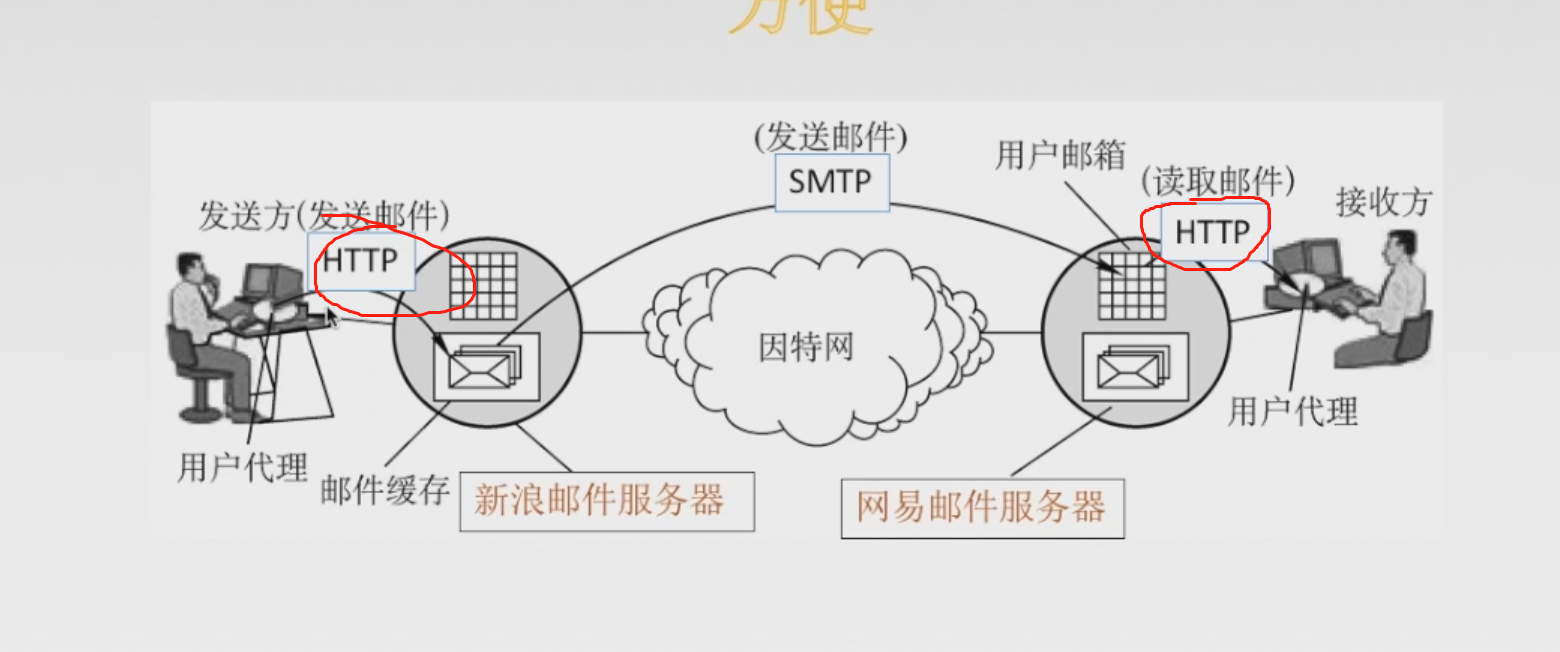 方便
(发送邮件)
SMTP
用户邮箱
(读取邮件)
HTTP
接收方
发送方(发送邮件)
HTTP
因特网
用户代理
用户代理
邮件缓存
新浪邮件服务器
网易邮件服务器